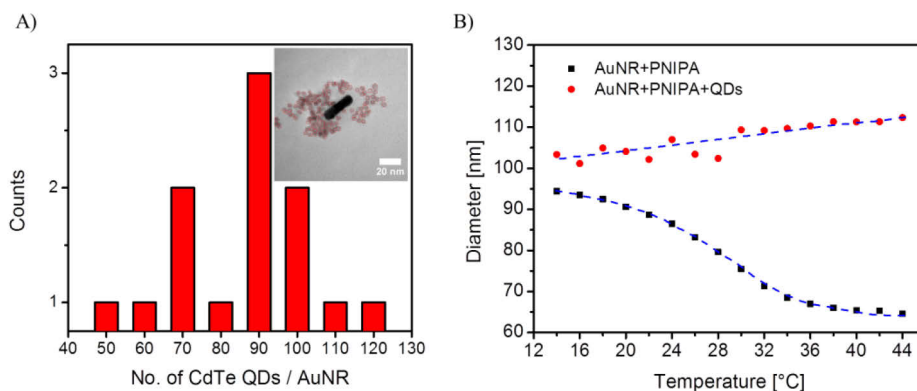 A)
3
2
1
Counts
40 50 60 70 80 90 100 110 120 130
No. of CdTe QDs / AuNR
20 nm
B)
130
120
110
100
90
80
70
60
Diameter [nm]
AuNR+PNIPA
AuNR+PNIPA+QDs
12 16 20 24 28 32 36 40 44
Temperature [°C]